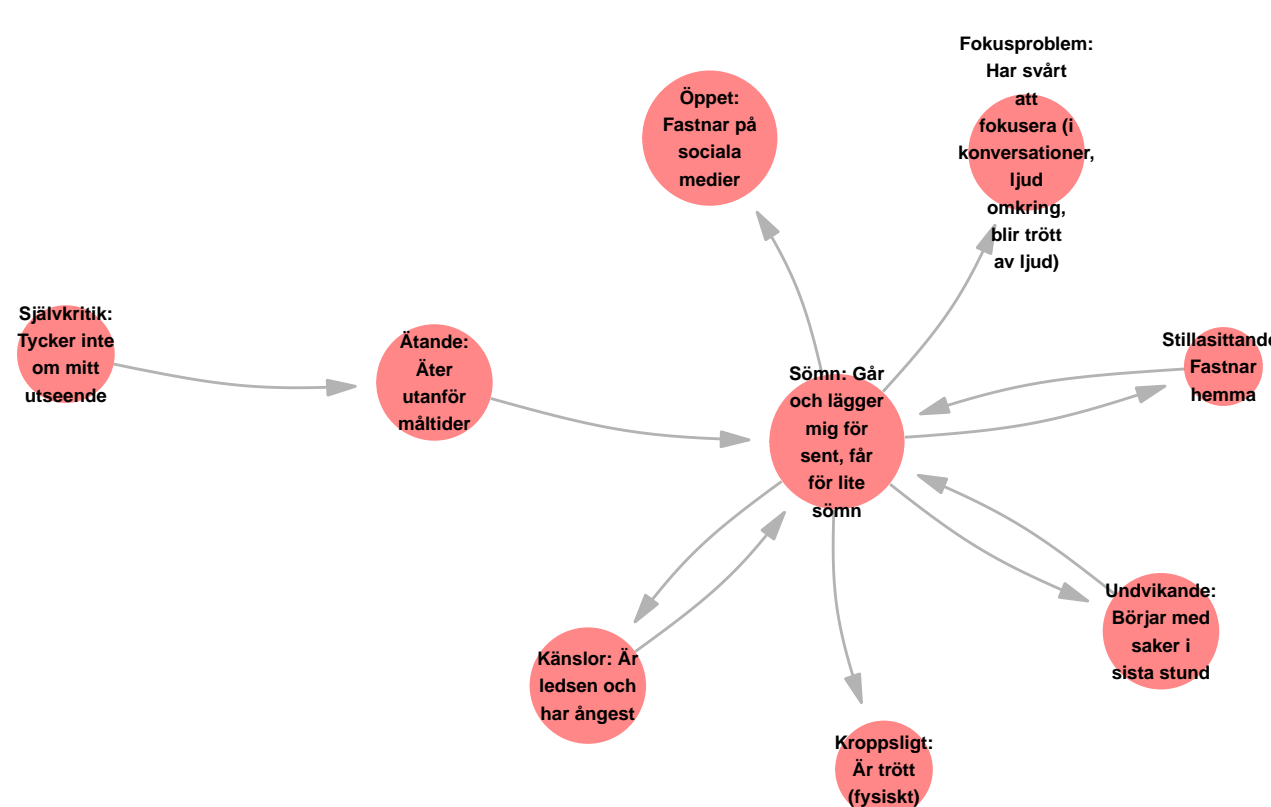 Fokusproblem:
Har svårt
att
fokusera (i
konversationer,
ljud
omkring,
blir trött
av ljud)
Öppet:
Fastnar på
sociala
medier
Självkritik:
Tycker inte
om mitt
utseende
Ätande:
Äter
utanför
måltider
Sömn: Går
och lägger
mig för
sent, får
för lite
sömn
Stillasittande
Fastnar
hemma
Undvikande:
Börjar med
saker i
sista stund
Känslor: Är
ledsen och
har ångest
Kroppsligt:
Är trött
(fysiskt)